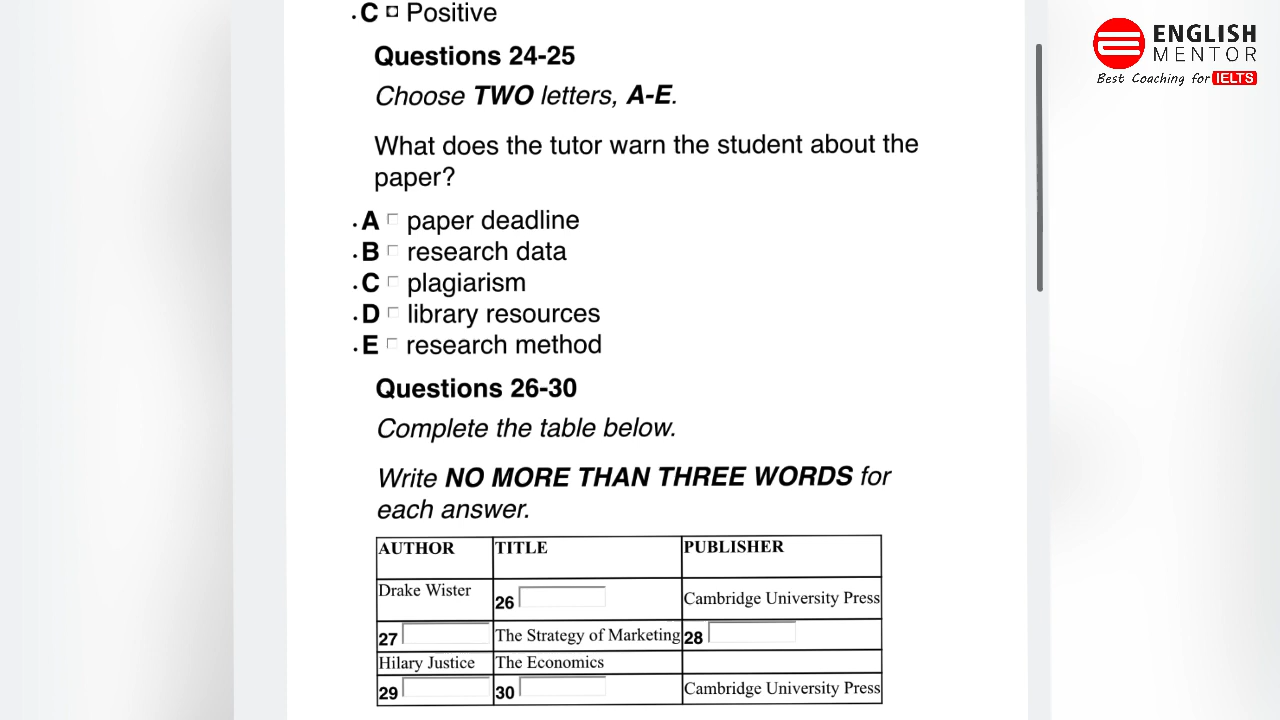 . C Positive
ENGLISH
MENTOR
Best Coaching for IELTS
Questions 24-25
Choose TWO letters, A-E.
What does the tutor warn the student about the
paper?
. A paper deadline
. B research data
. C plagiarism
. D library resources
. E research method
Questions 26-30
Complete the table below.
Write NO MORE THAN THREE WORDS for
each answer.
AUTHOR TITLE PUBLISHER
Drake Wister 26 Cambridge University Press
27 The Strategy of Marketing 28
Hilary Justice The Economics
29 30 Cambridge University Press